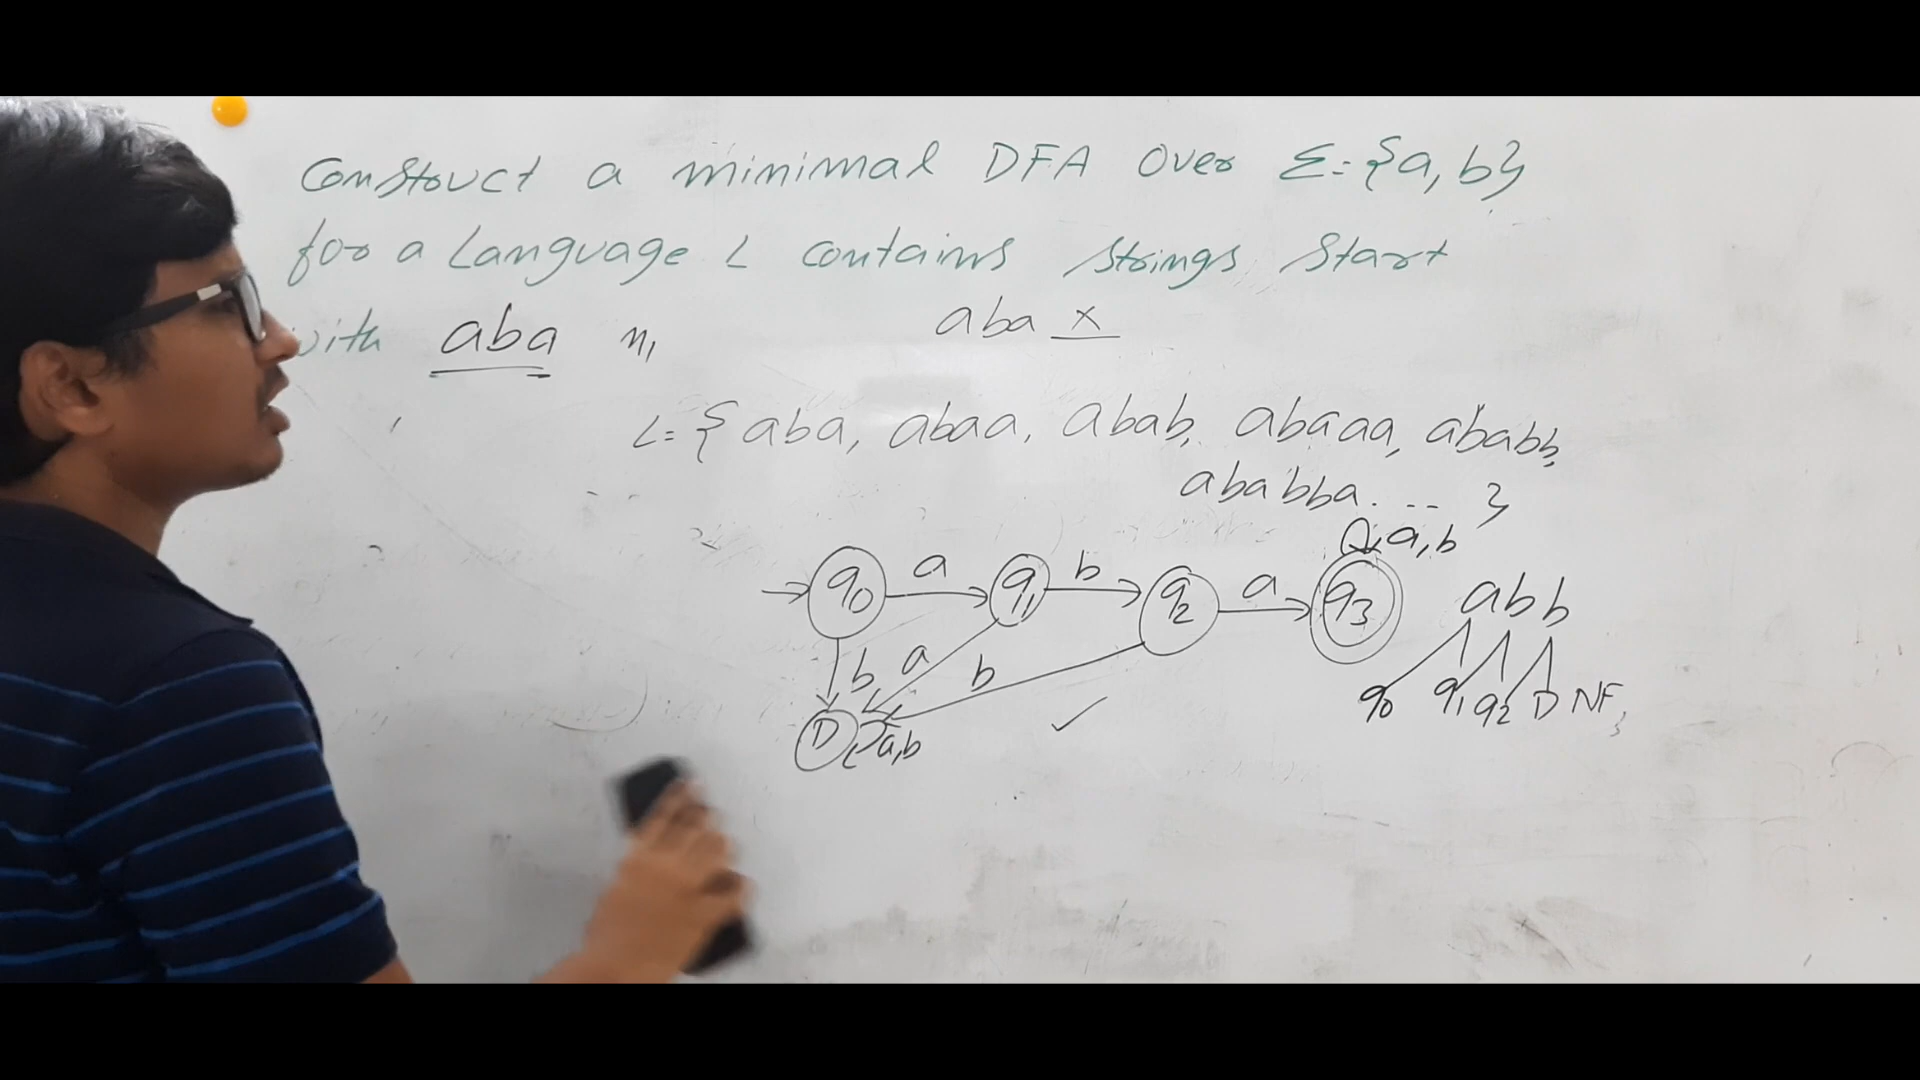 Construct a minimal DFA over Σ={a, b}
for a Language L contains strings start
with aba
aba x
L={ aba, abaa, abab, abaaa, ababb,
ababba. . . . }
a, b
q0 a q1 b q2 a q3 abb
b a b
q0 q1 q2 D NF
D a,b